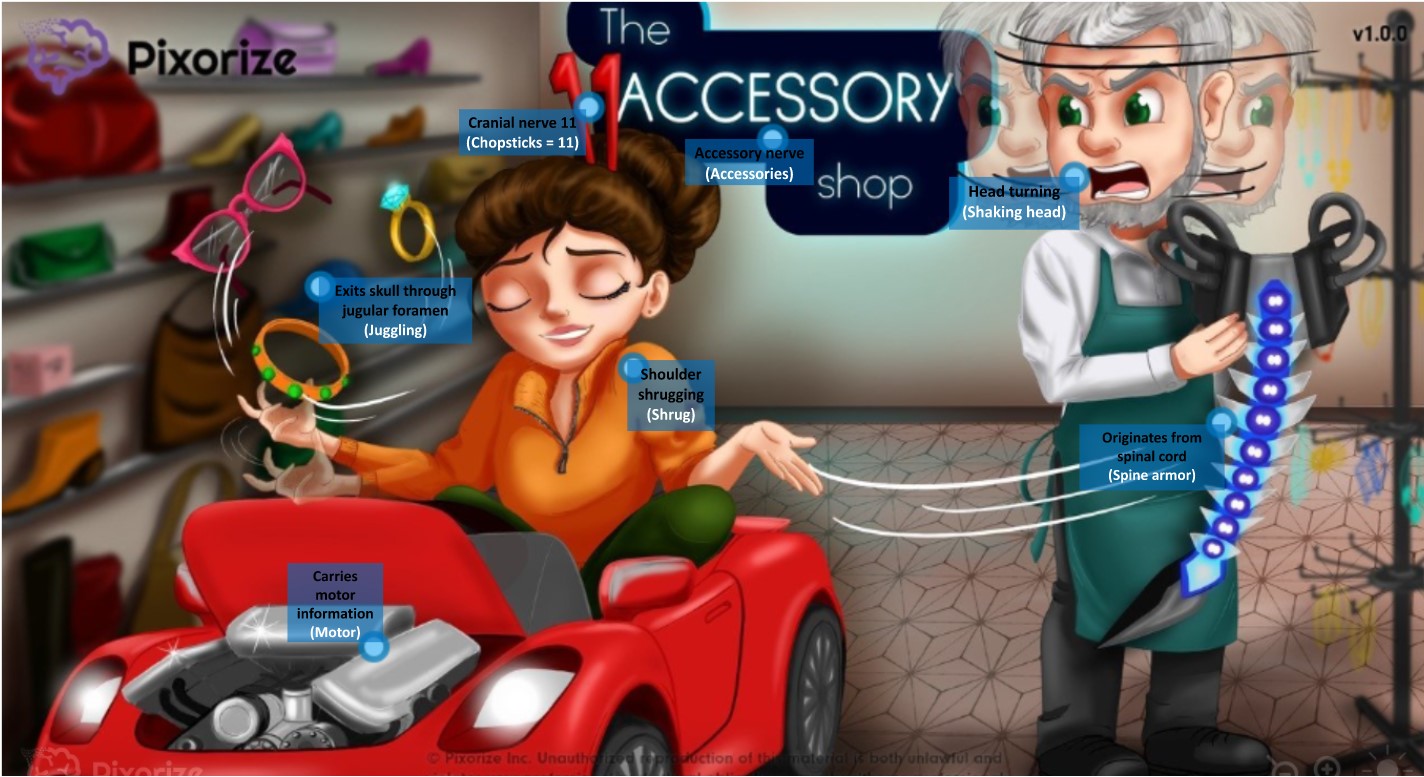 Pixorize
The
ACCESSORY
shop
v1.0.0
11
Cranial nerve 11
(Chopsticks = 11)
Accessory nerve
(Accessories)
Head turning
(Shaking head)
Exits skull through
jugular foramen
(Juggling)
Shoulder
shrugging
(Shrug)
Originates from
spinal cord
(Spine armor)
Carries
motor
information
(Motor)
© Pixorize Inc. Unauthorized reproduction of this material is both unlawful and
Pixorize